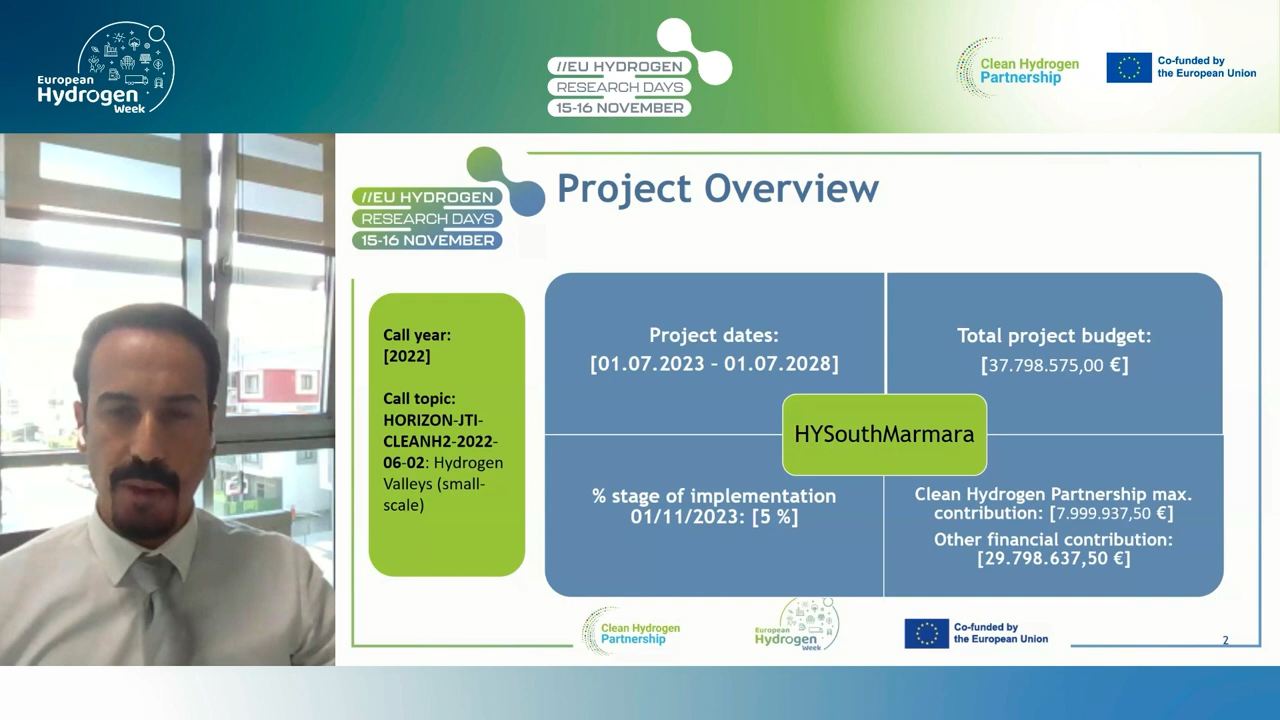 European
Hydrogen
Week
//EU HYDROGEN
RESEARCH DAYS
15-16 NOVEMBER
Clean Hydrogen
Partnership
Co-funded by
the European Union
//EU HYDROGEN
RESEARCH DAYS
15-16 NOVEMBER
Project Overview
Call year:
[2022]
Call topic:
HORIZON-JTI-
CLEANH2-2022-
06-02: Hydrogen
Valleys (small-
scale)
Project dates:
[01.07.2023 – 01.07.2028]
Total project budget:
[37.798.575,00 €]
HYSouthMarmara
% stage of implementation
01/11/2023: [5 %]
Clean Hydrogen Partnership max.
contribution: [7.999.937,50 €]
Other financial contribution:
[29.798.637,50 €]
Clean Hydrogen
Partnership
European
Hydrogen
Week
Co-funded by
the European Union
2